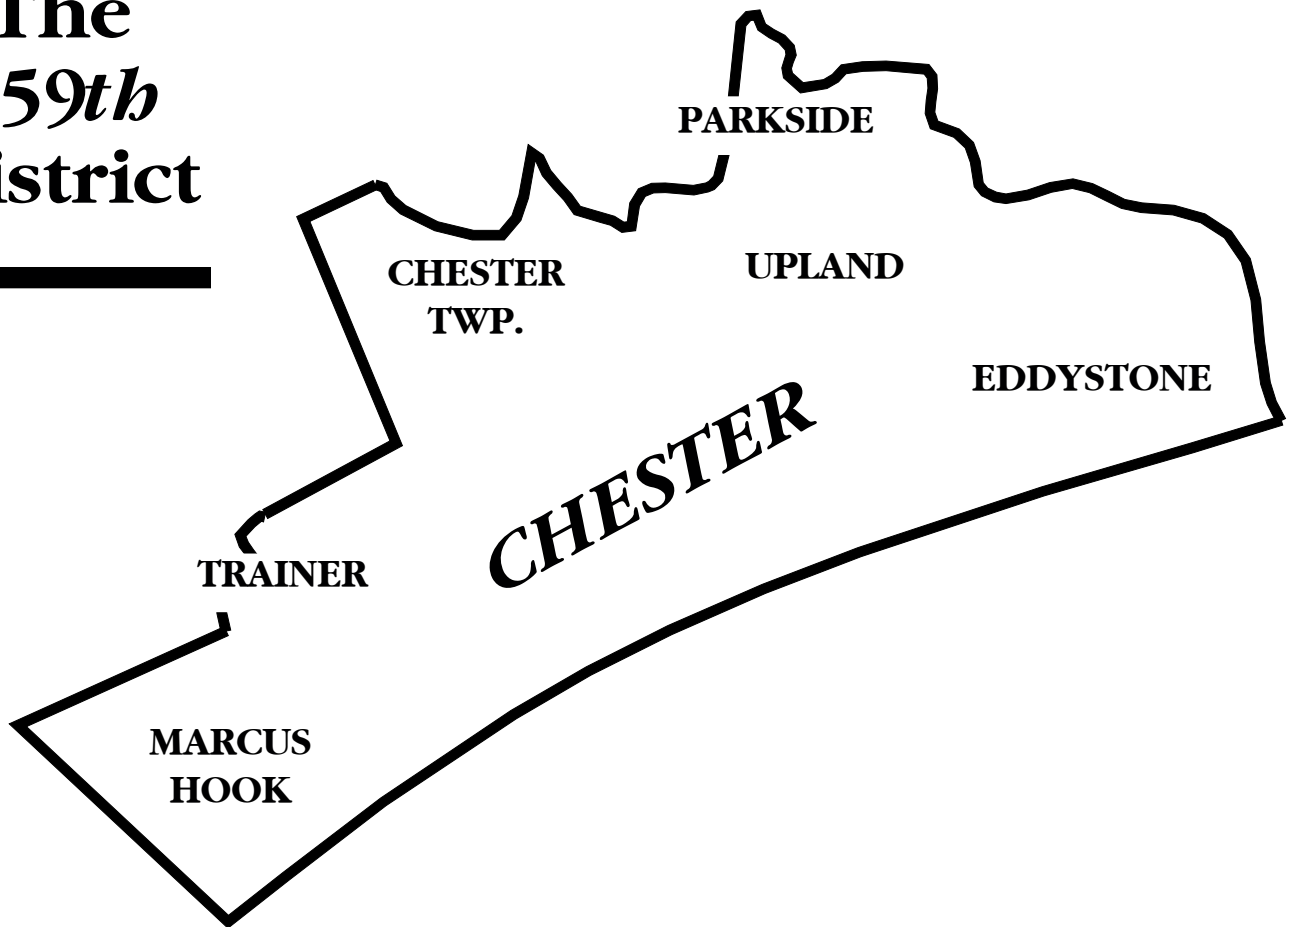 The
59th
istrict
PARKSIDE
CHESTER
TWP.
UPLAND
EDDYSTONE
CHESTER
TRAINER
MARCUS
HOOK